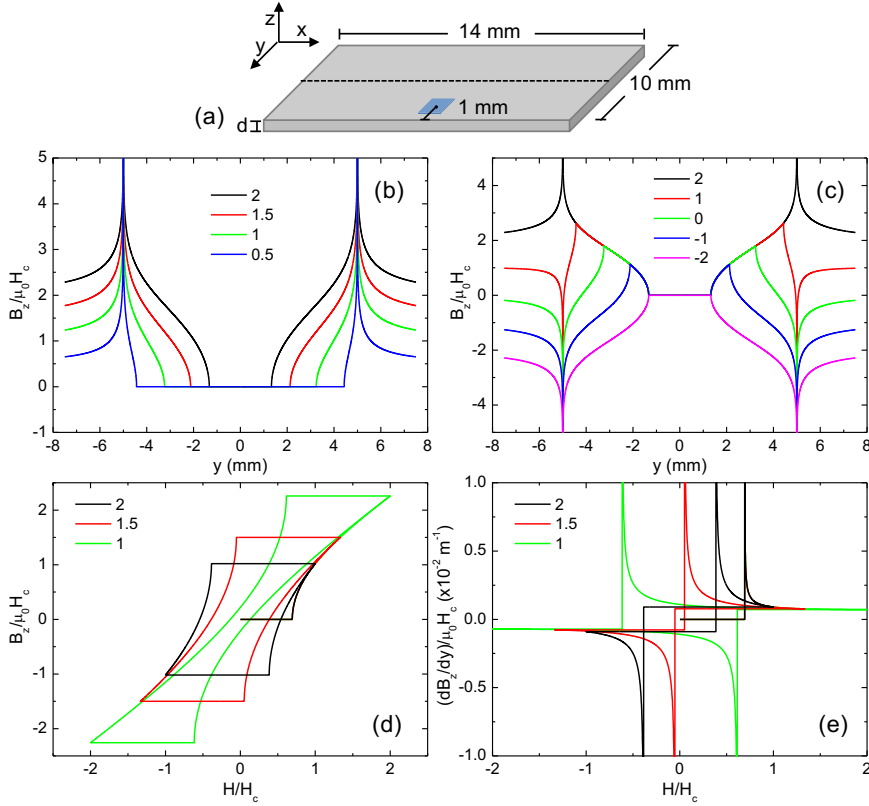 z
y x
14 mm
10 mm
1 mm
d
(a)
(b)
2
1.5
1
0.5
B_z/μ_0H_c
5
4
3
2
1
0
-1
-8 -6 -4 -2 0 2 4 6 8
y (mm)
(c)
2
1
0
-1
-2
B_z/μ_0H_c
4
2
0
-2
-4
-8 -6 -4 -2 0 2 4 6 8
y (mm)
(d)
2
1.5
1
B_z/μ_0H_c
2
1
0
-1
-2
-2 -1 0 1 2
H/H_c
(e)
2
1.5
1
(dB_z/dy)/μ_0H_c (x10^-2 m^-1)
1.0
0.5
0.0
-0.5
-1.0
-2 -1 0 1 2
H/H_c